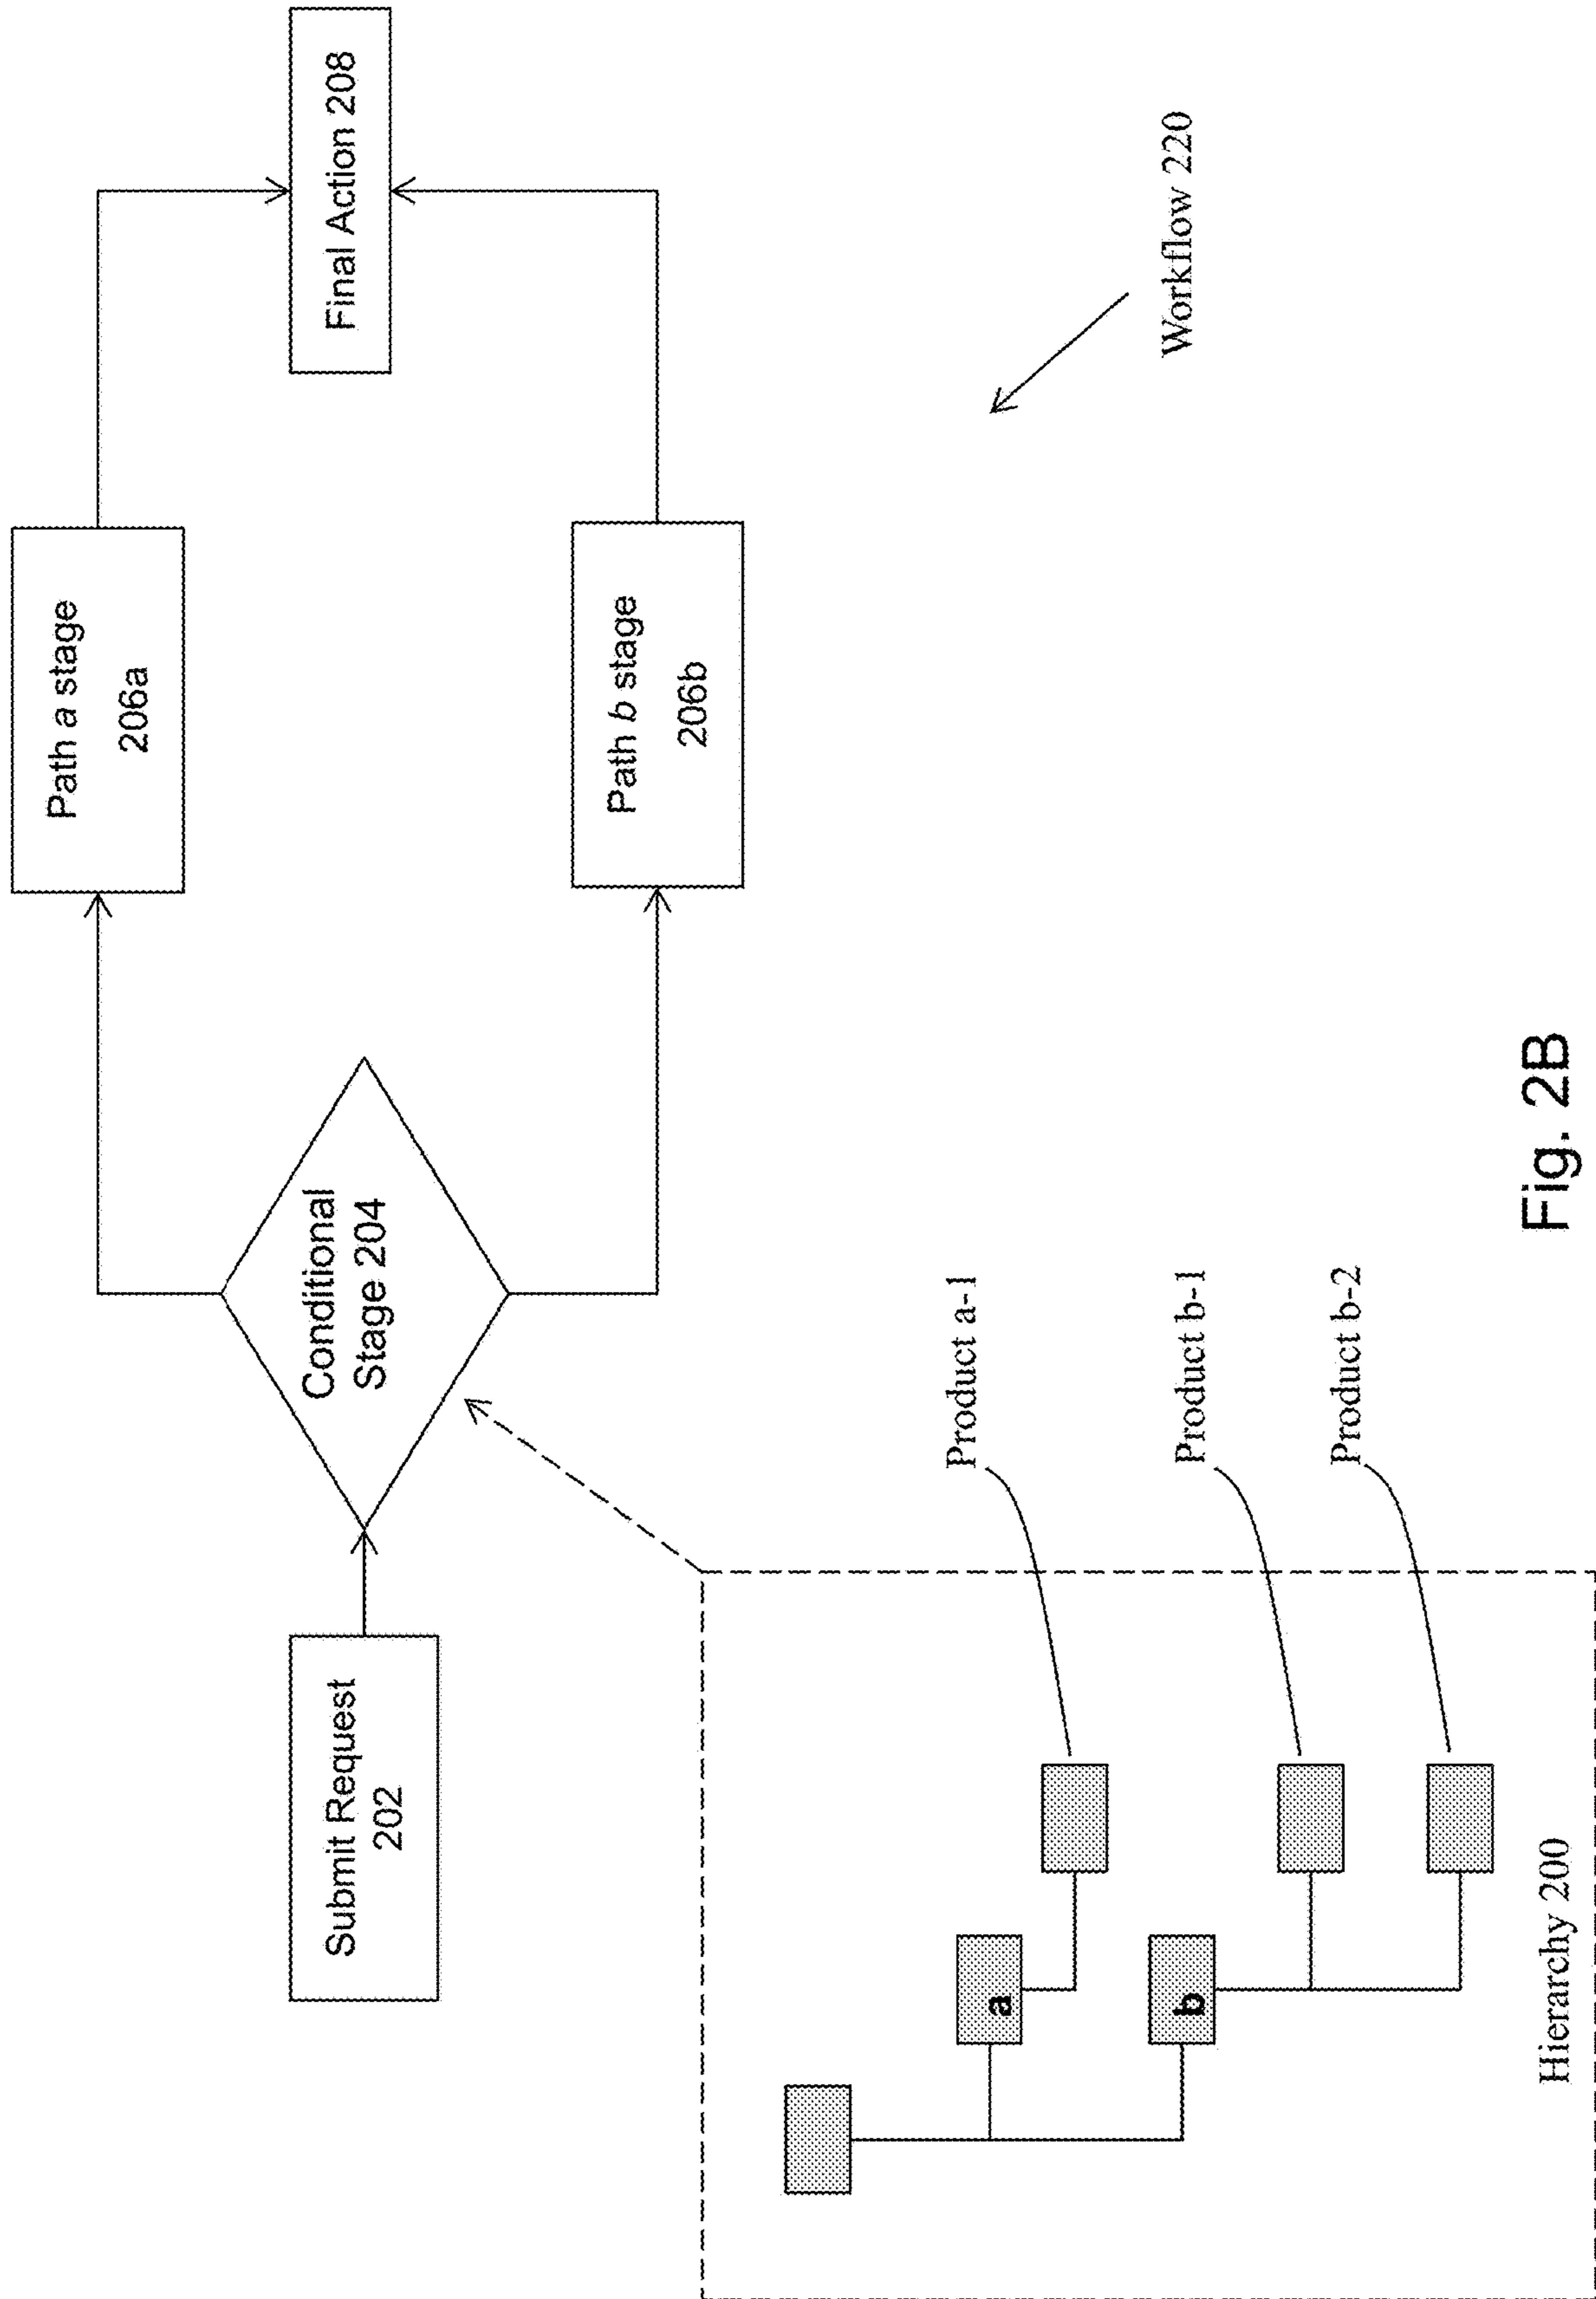 Path a stage
206a
Conditional
Stage 204
Submit Request
202
Final Action 208
Path b stage
206b
Workflow 220
a
Product a-1
b
Product b-1
Product b-2
Hierarchy 200
Fig. 2B